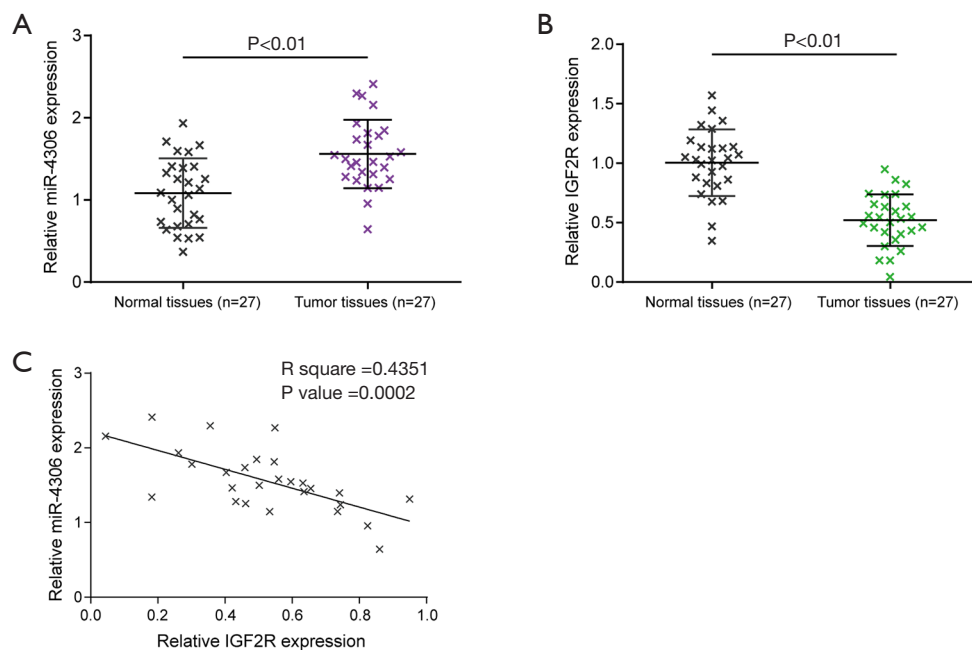 A
P<0.01
Relative miR-4306 expression
3
2
1
0
Normal tissues (n=27) Tumor tissues (n=27)
B
P<0.01
Relative IGF2R expression
2.0
1.5
1.0
0.5
0.0
Normal tissues (n=27) Tumor tissues (n=27)
C
R square =0.4351
P value =0.0002
Relative miR-4306 expression
3
2
1
0
0.0 0.2 0.4 0.6 0.8 1.0
Relative IGF2R expression